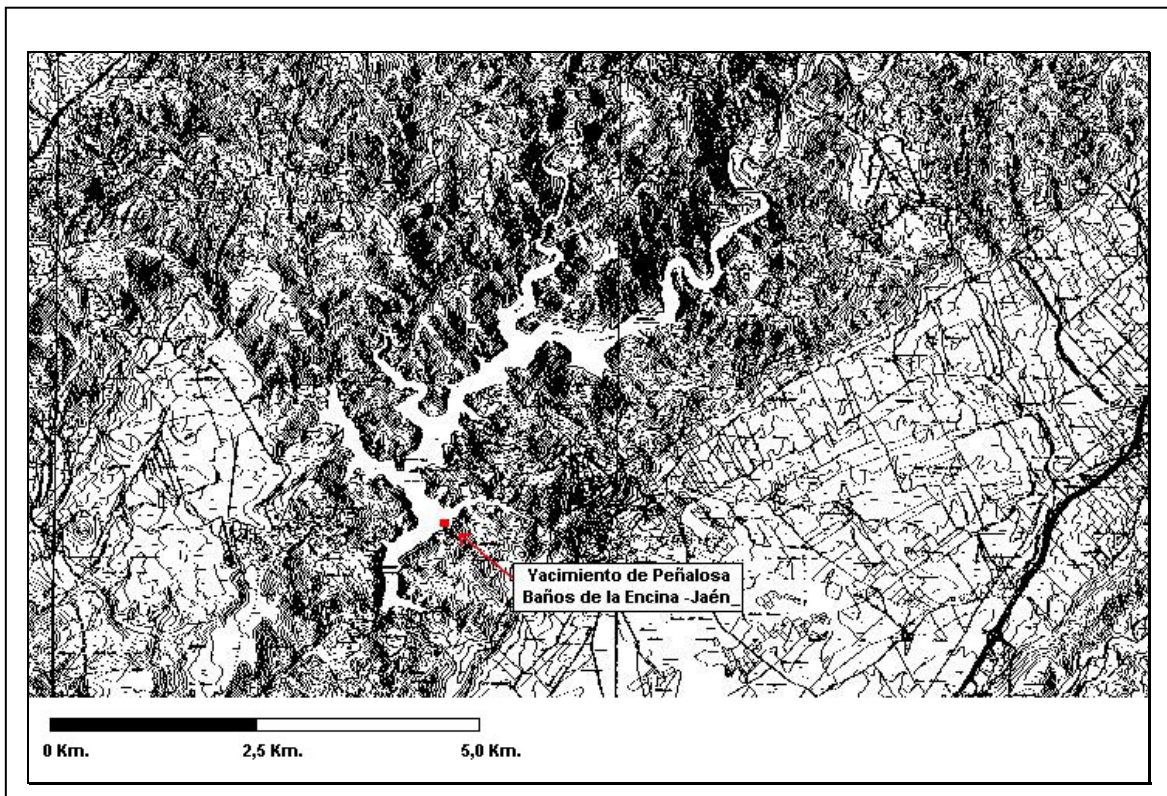 Yacimiento de Peñalosa
Baños de la Encina -Jaén_
0 Km. 2,5 Km. 5,0 Km.